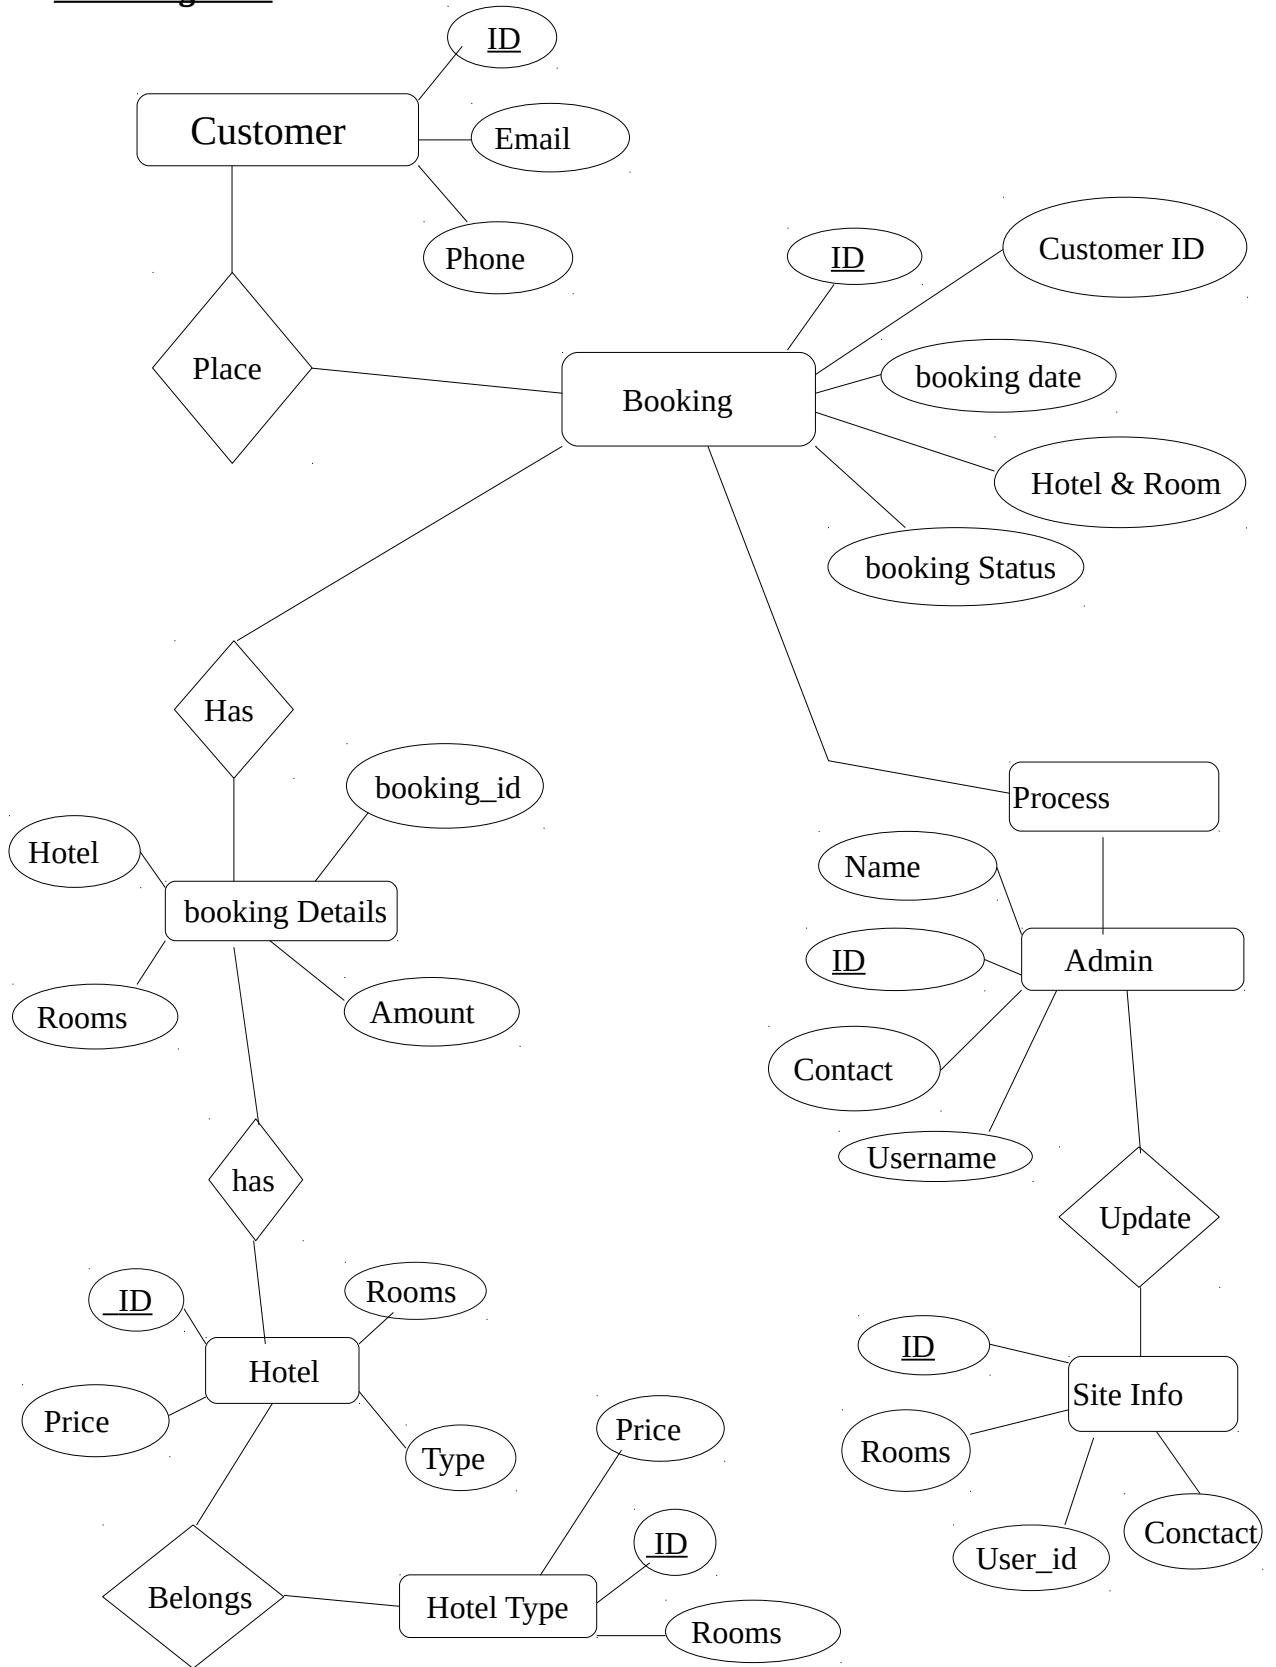 ID
Customer
Email
Phone
Customer ID
ID
Place
booking date
Booking
Hotel & Room
booking Status
Has
booking_id
Process
Hotel
Name
booking Details
ID
Admin
Rooms
Amount
Contact
Username
has
Update
ID
Rooms
ID
Hotel
Site Info
Price
Price
Type
Rooms
ID
Conctact
User_id
Belongs
Hotel Type
Rooms